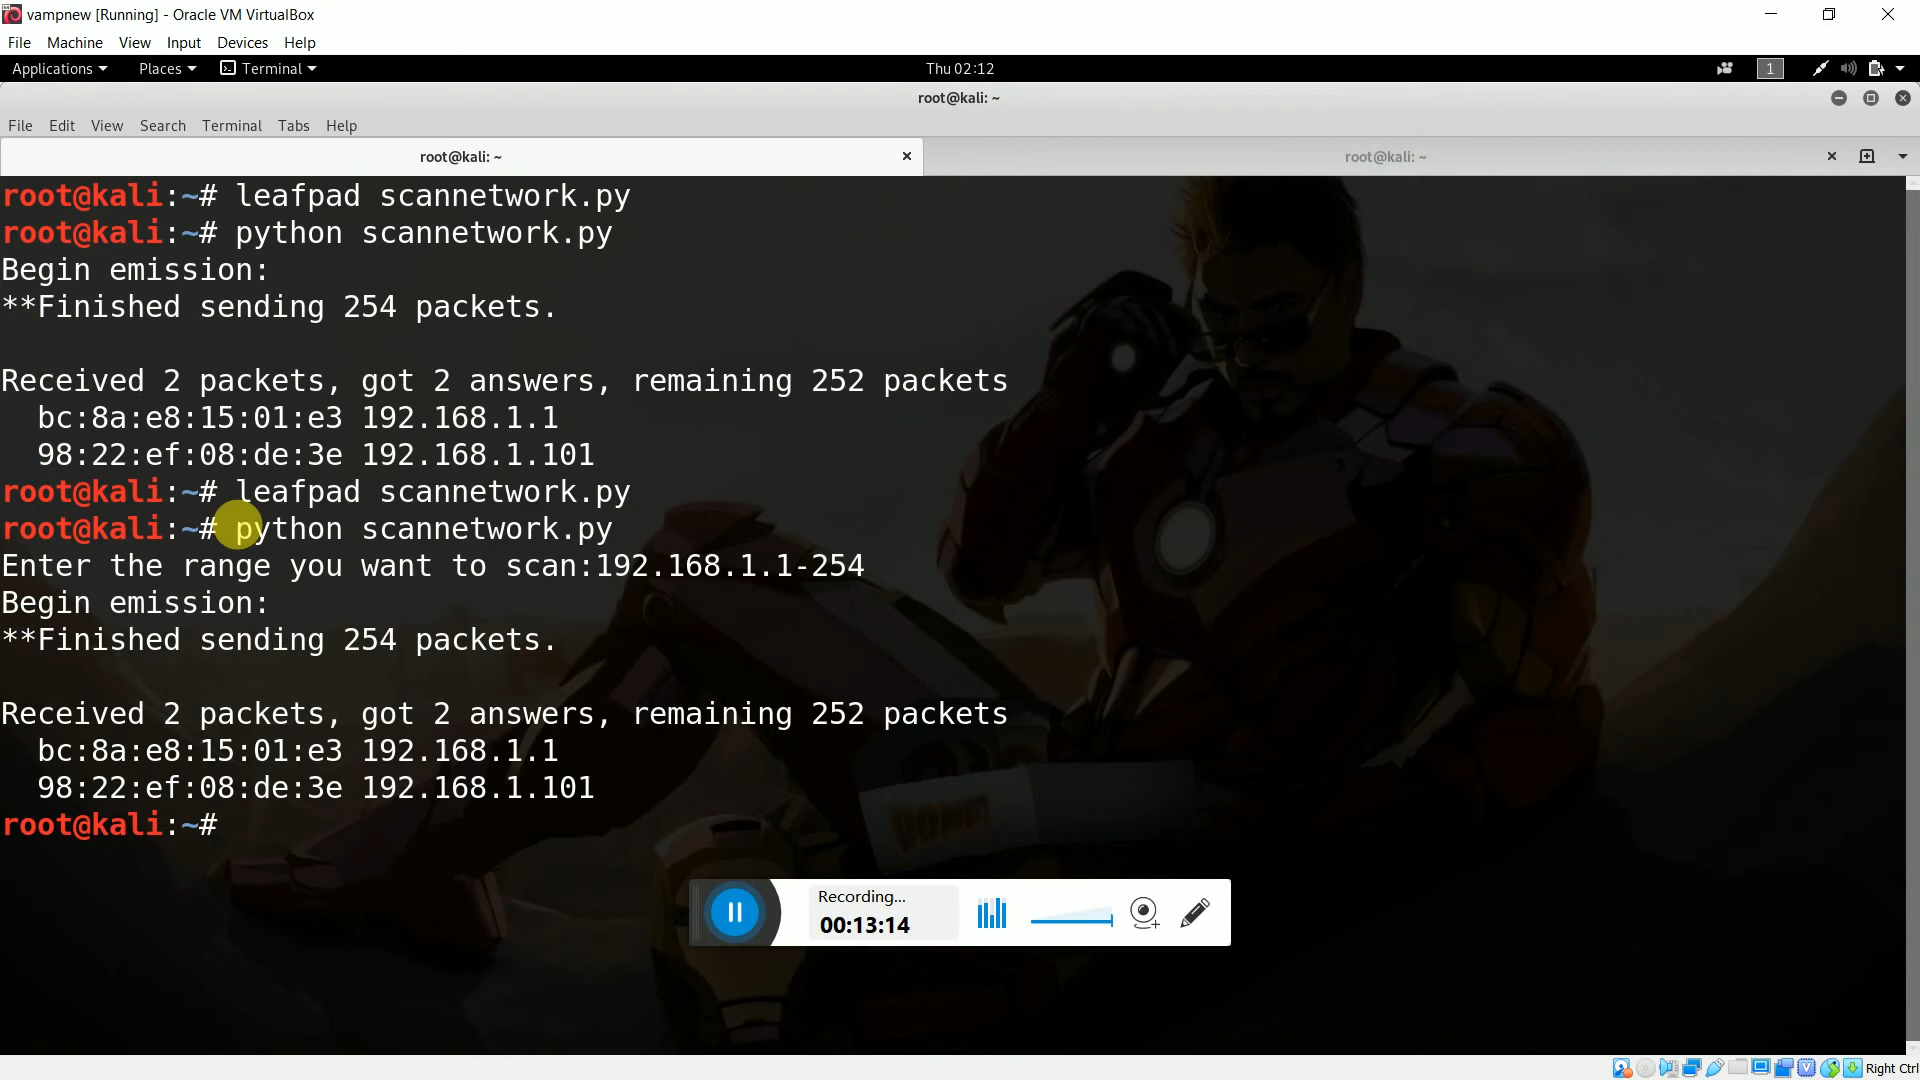 vampnew [Running] - Oracle VM VirtualBox
File Machine View Input Devices Help
Applications Places Terminal Thu 02:12 1
root@kali: ~
File Edit View Search Terminal Tabs Help
root@kali: ~ root@kali: ~
root@kali:~# leafpad scannetwork.py
root@kali:~# python scannetwork.py
Begin emission:
**Finished sending 254 packets.
Received 2 packets, got 2 answers, remaining 252 packets
bc:8a:e8:15:01:e3 192.168.1.1
98:22:ef:08:de:3e 192.168.1.101
root@kali:~# leafpad scannetwork.py
root@kali:~# python scannetwork.py
Enter the range you want to scan:192.168.1.1-254
Begin emission:
**Finished sending 254 packets.
Received 2 packets, got 2 answers, remaining 252 packets
bc:8a:e8:15:01:e3 192.168.1.1
98:22:ef:08:de:3e 192.168.1.101
root@kali:~#
Recording...
00:13:14
Right Ctrl